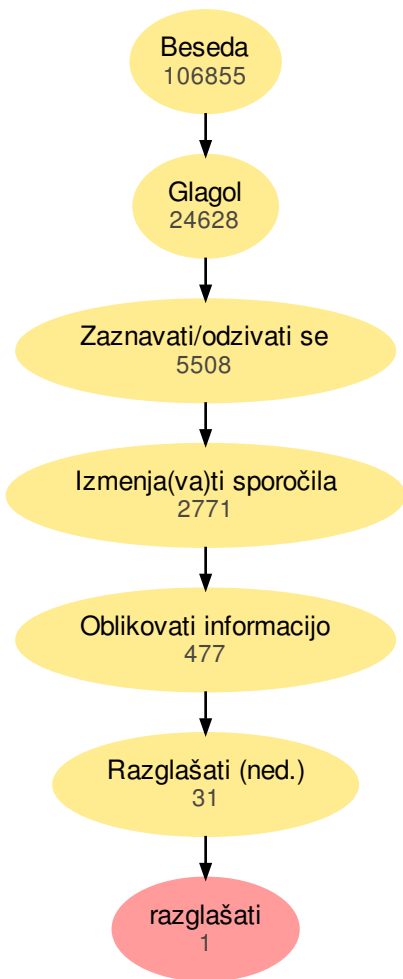 Beseda
106855
Glagol
24628
Zaznavati/odzivati se
5508
Izmenja(va)ti sporočila
2771
Oblikovati informacijo
477
Razglašati (ned.)
31
razglašati
1